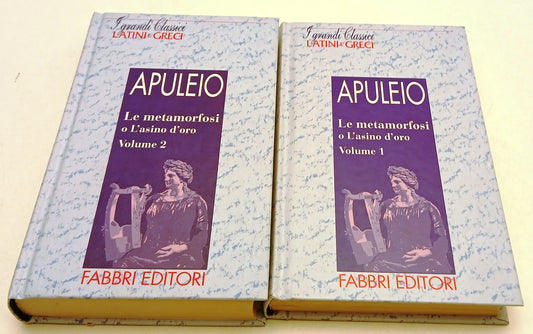 I grandi Classici
LATINI e GRECI
APULEIO
Le metamorfosi
o L'asino d'oro
Volume 2
FABBRI EDITORI
I grandi Classici
LATINI e GRECI
APULEIO
Le metamorfosi
o L'asino d'oro
Volume 1
FABBRI EDITORI